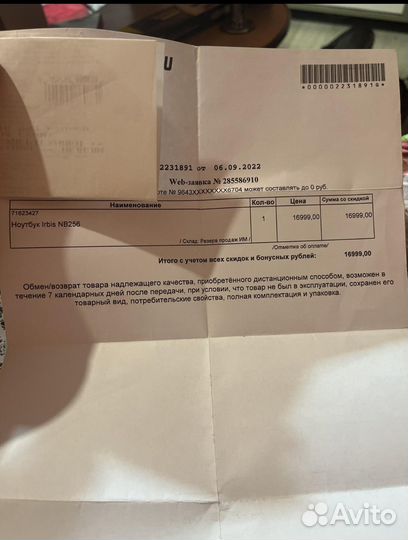 U
*0000022318918*
2231891 от 06.09.2022
Web-заявка № 285586910
те № 9643XXXXXXXX6704 может составлять до 0 руб.
Наименование Кол-во Цена Сумма со скидкой
71623427
Ноутбук Irbis NB256 1 16999,00 16999,00
/ Склад: Резерв продаж ИМ / /Отметка об оплате/
Итого с учетом всех скидок и бонусных рублей: 16999,00
Обмен/возврат товара надлежащего качества, приобретённого дистанционным способом, возможен в
течение 7 календарных дней после передачи, при условии, что товар не был в эксплуатации, сохранен его
товарный вид, потребительские свойства, полная комплектация и упаковка.
Avito